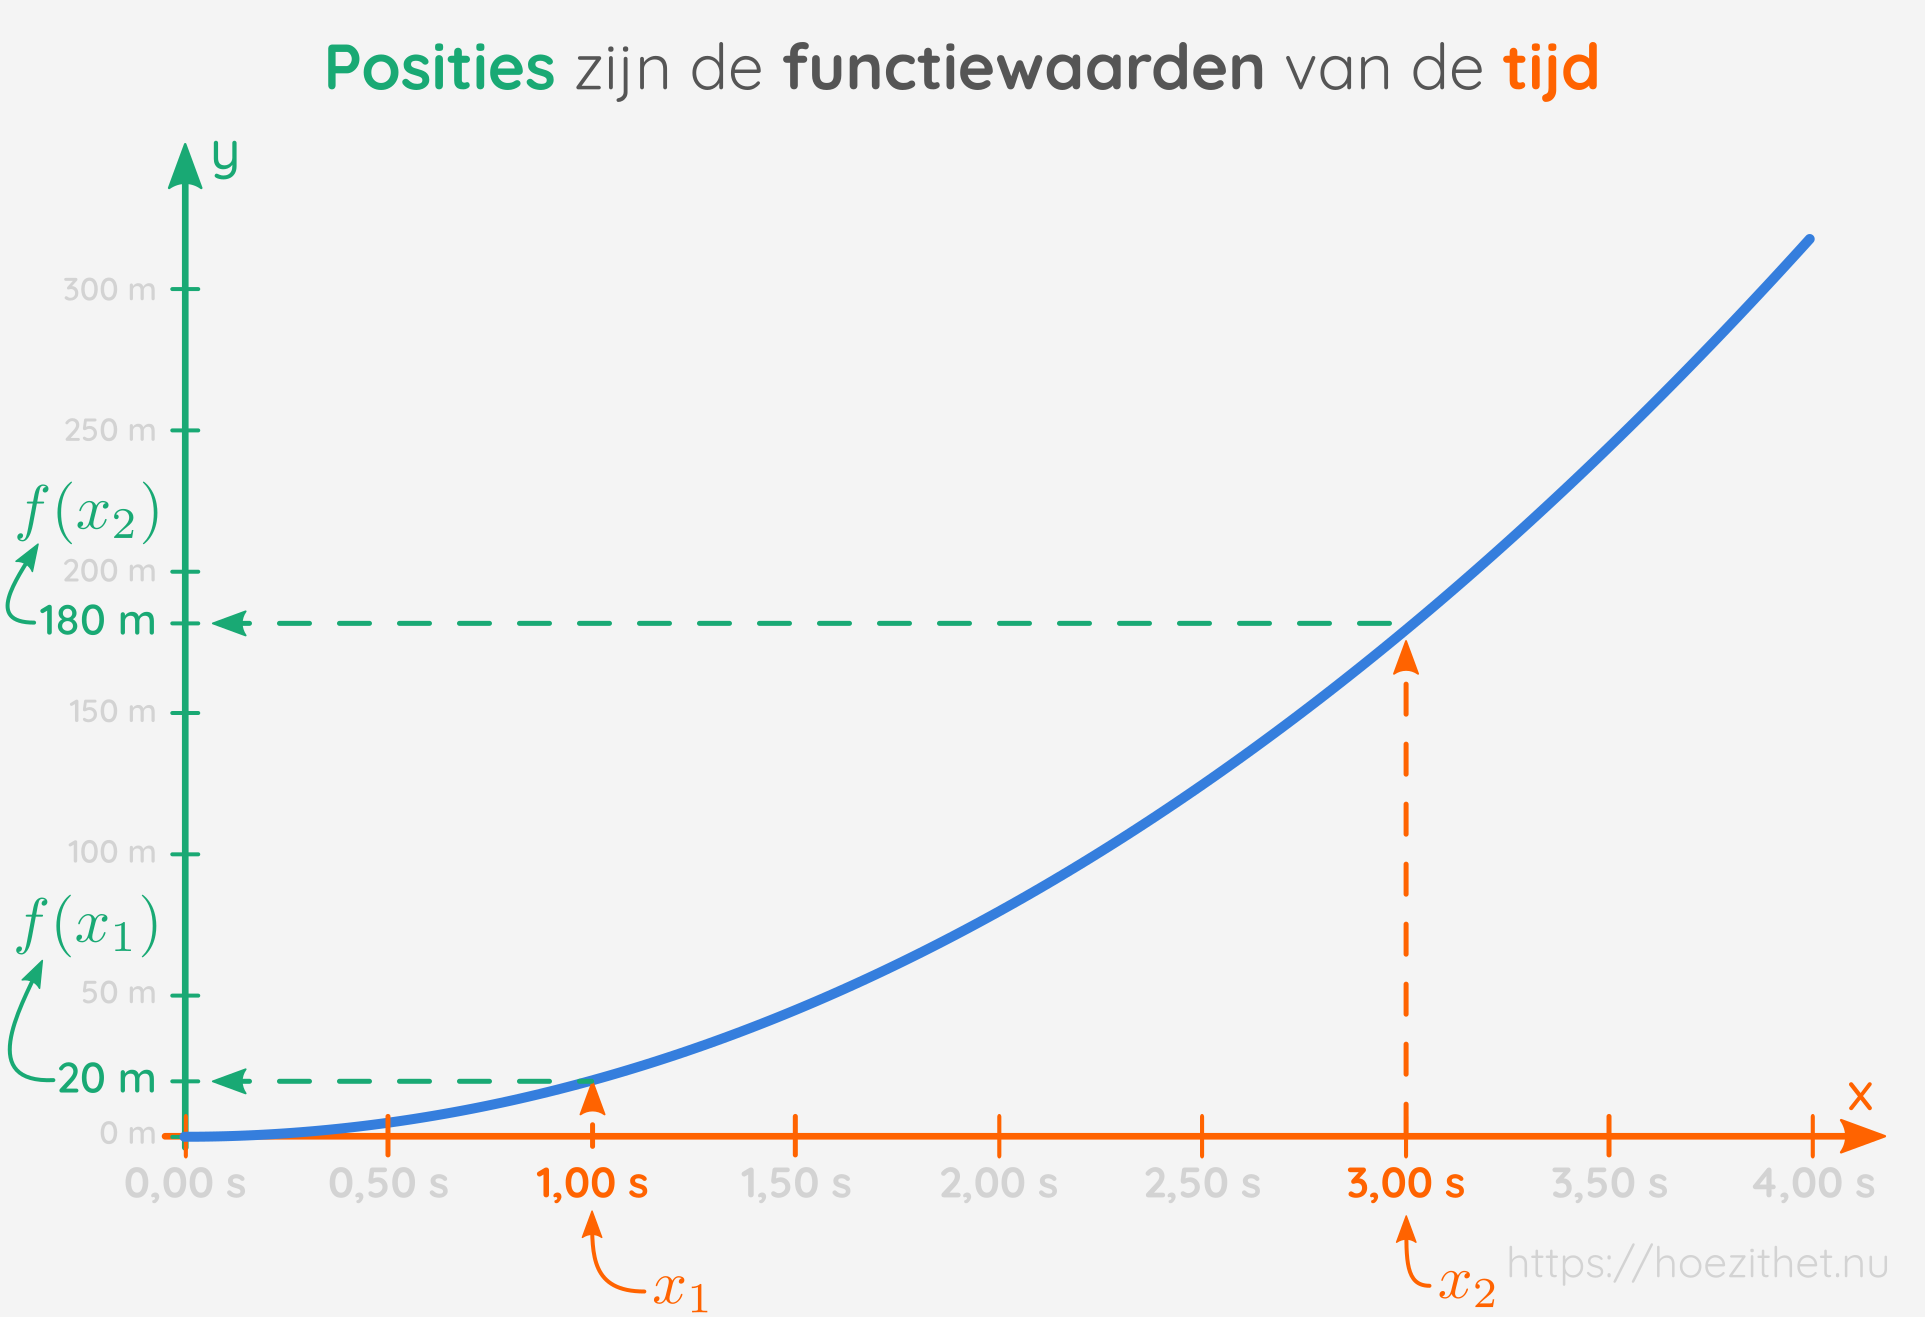 Posities zijn de functiewaarden van de tijd
y
300 m
250 m
f(x₂)
200 m
180 m
150 m
100 m
f(x₁)
50 m
20 m
0 m
x
0,00 s 0,50 s 1,00 s 1,50 s 2,00 s 2,50 s 3,00 s 3,50 s 4,00 s
x₁ x₂
https://hoezithet.nu